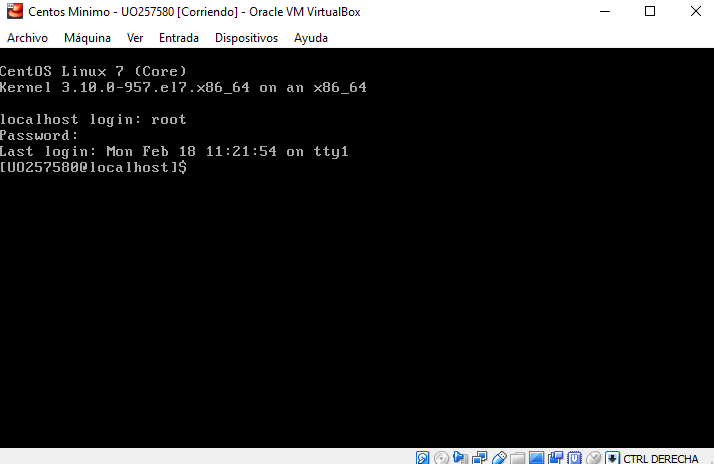 Centos Minimo - UO257580 [Corriendo] - Oracle VM VirtualBox
Archivo Máquina Ver Entrada Dispositivos Ayuda
CentOS Linux 7 (Core)
Kernel 3.10.0-957.el7.x86_64 on an x86_64
localhost login: root
Password:
Last login: Mon Feb 18 11:21:54 on tty1
[UO257580@localhost]$
CTRL DERECHA